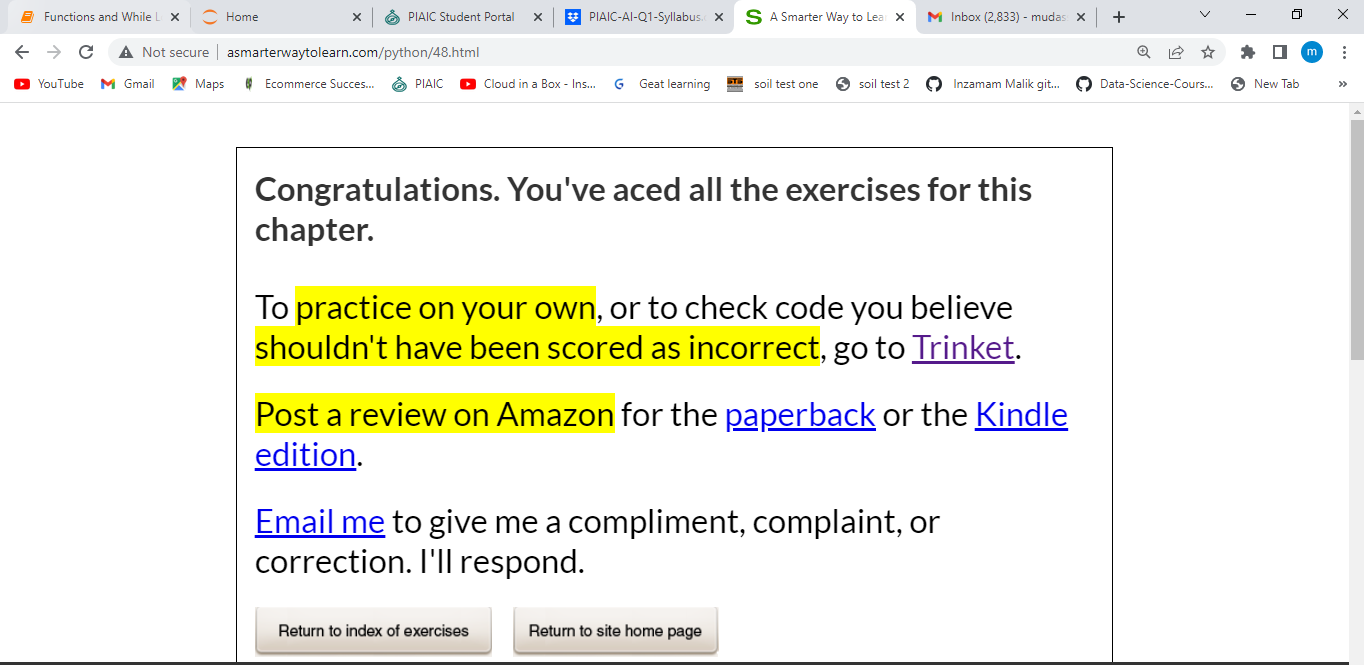 Functions and While L
Home
PIAIC Student Portal
PIAIC-AI-Q1-Syllabus.
A Smarter Way to Lea
Inbox (2,833) - mudas
Not secure
asmarterwaytolearn.com/python/48.html
m
YouTube
Gmail
Maps
Ecommerce Succes...
PIAIC
Cloud in a Box - Ins...
Geat learning
soil test one
soil test 2
Inzamam Malik git...
Data-Science-Cours...
New Tab
»
Congratulations. You've aced all the exercises for this
chapter.
To practice on your own, or to check code you believe
shouldn't have been scored as incorrect, go to Trinket.
Post a review on Amazon for the paperback or the Kindle
edition.
Email me to give me a compliment, complaint, or
correction. I'll respond.
Return to index of exercises
Return to site home page